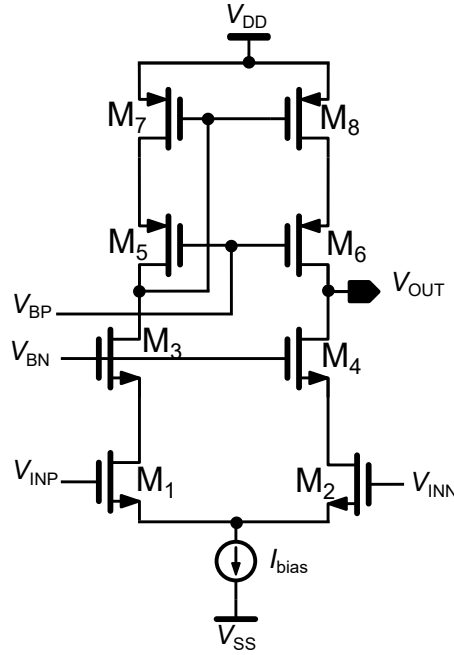 V_DD
M_7 M_8
M_5 M_6
V_OUT
V_BP
V_BN M_3 M_4
V_INP M_1 M_2 V_INN
I_bias
V_SS